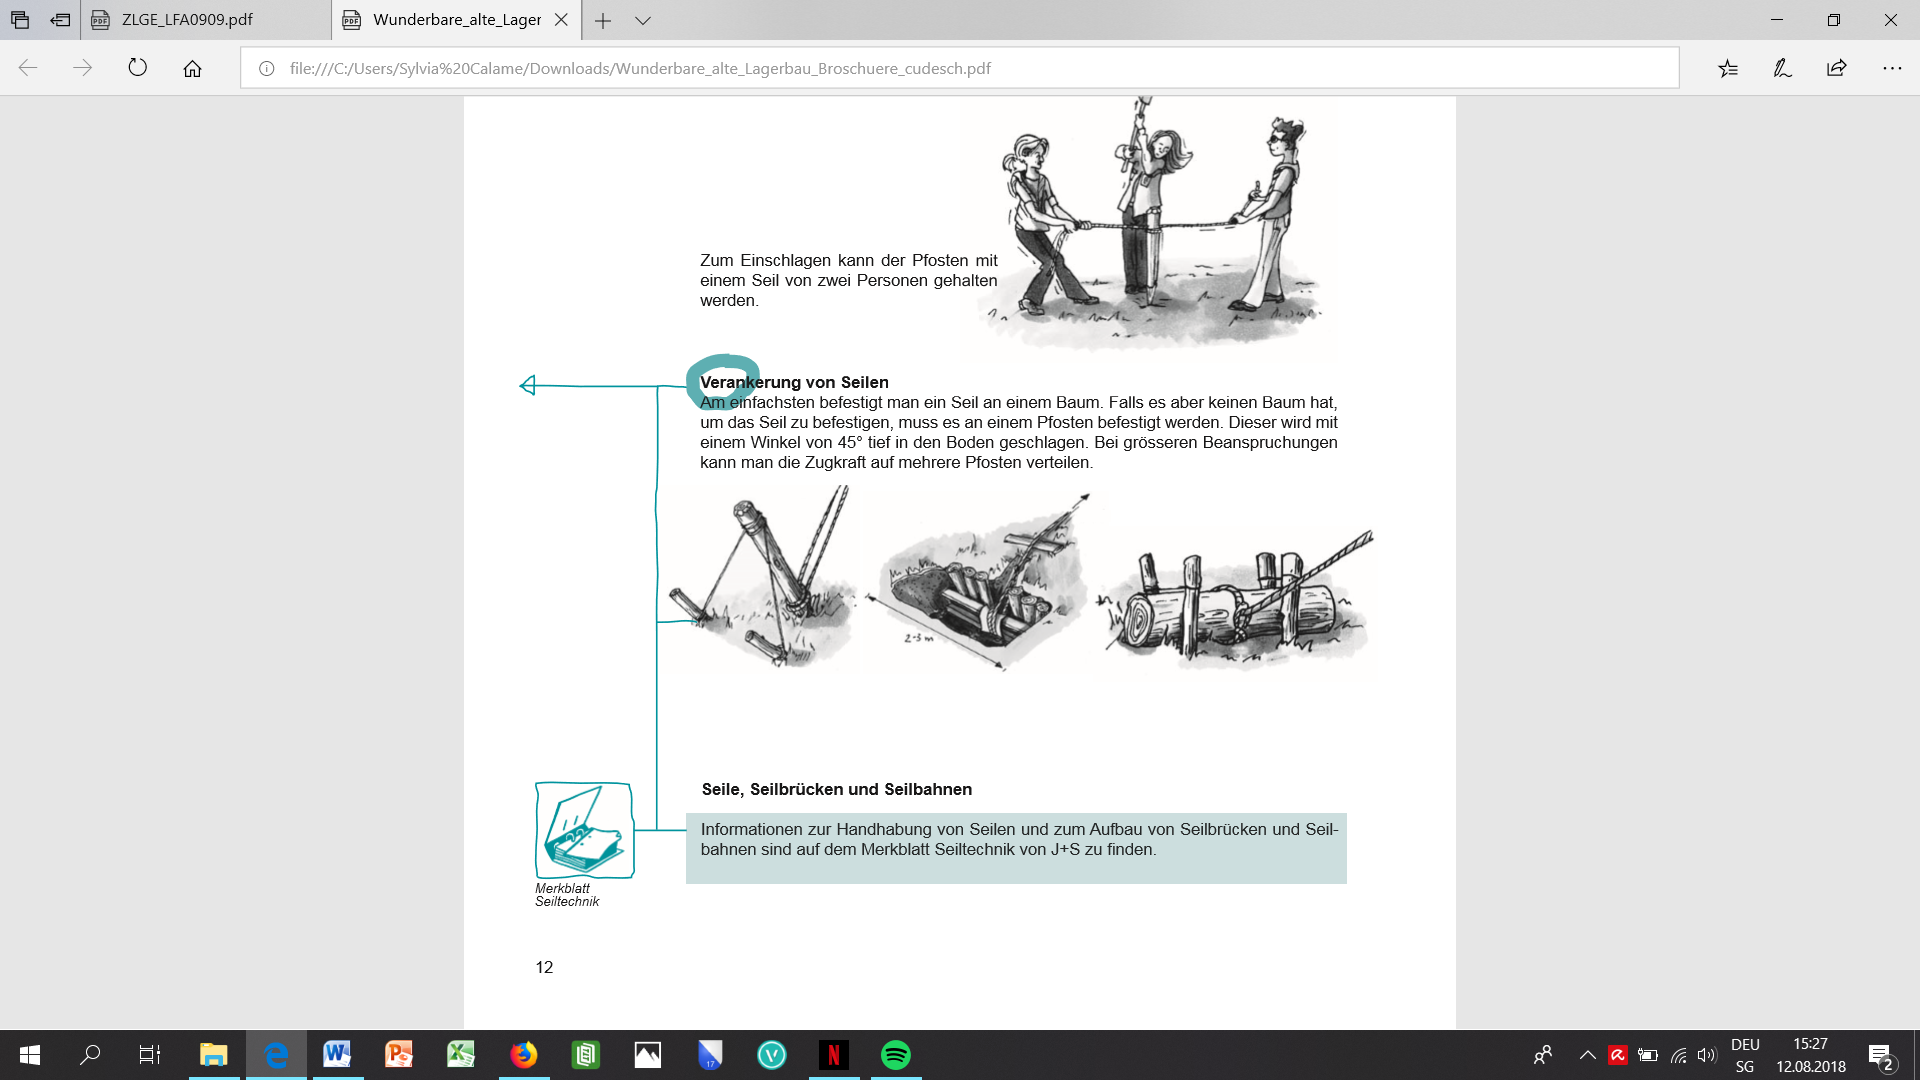 ZLGE_LFA0909.pdf
Wunderbare_alte_Lager
file:///C:/Users/Sylvia%20Calame/Downloads/Wunderbare_alte_Lagerbau_Broschuere_cudesch.pdf
Zum Einschlagen kann der Pfosten mit
einem Seil von zwei Personen gehalten
werden.
Verankerung von Seilen
Am einfachsten befestigt man ein Seil an einem Baum. Falls es aber keinen Baum hat,
um das Seil zu befestigen, muss es an einem Pfosten befestigt werden. Dieser wird mit
einem Winkel von 45° tief in den Boden geschlagen. Bei grösseren Beanspruchungen
kann man die Zugkraft auf mehrere Pfosten verteilen.
2-3 m
Seile, Seilbrücken und Seilbahnen
Informationen zur Handhabung von Seilen und zum Aufbau von Seilbrücken und Seil-
bahnen sind auf dem Merkblatt Seiltechnik von J+S zu finden.
Merkblatt
Seiltechnik
12
DEU
SG
15:27
12.08.2018
2
17